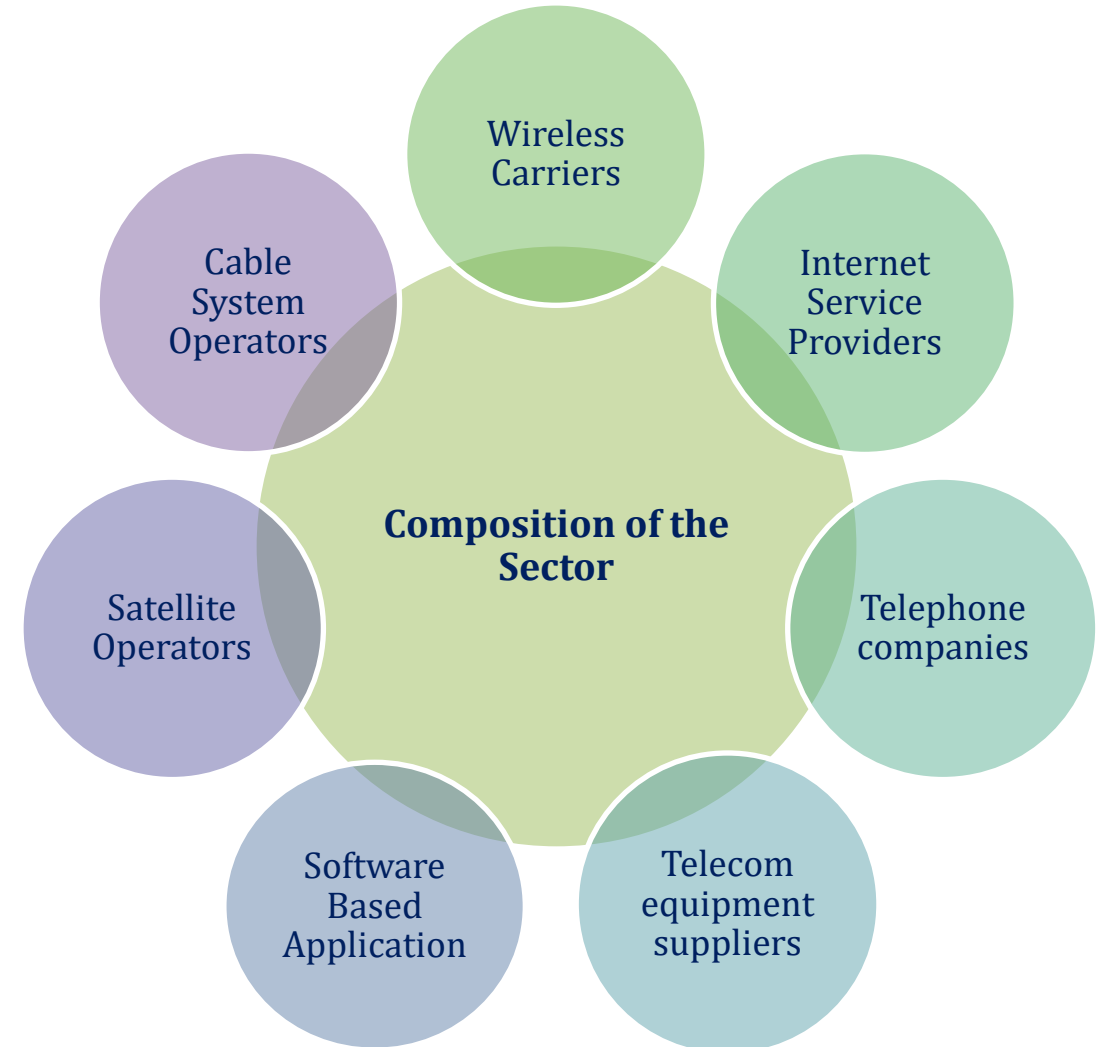 Wireless
Carriers
Internet
Service
Providers
Telephone
companies
Telecom
equipment
suppliers
Software
Based
Application
Satellite
Operators
Cable
System
Operators
Composition of the
Sector